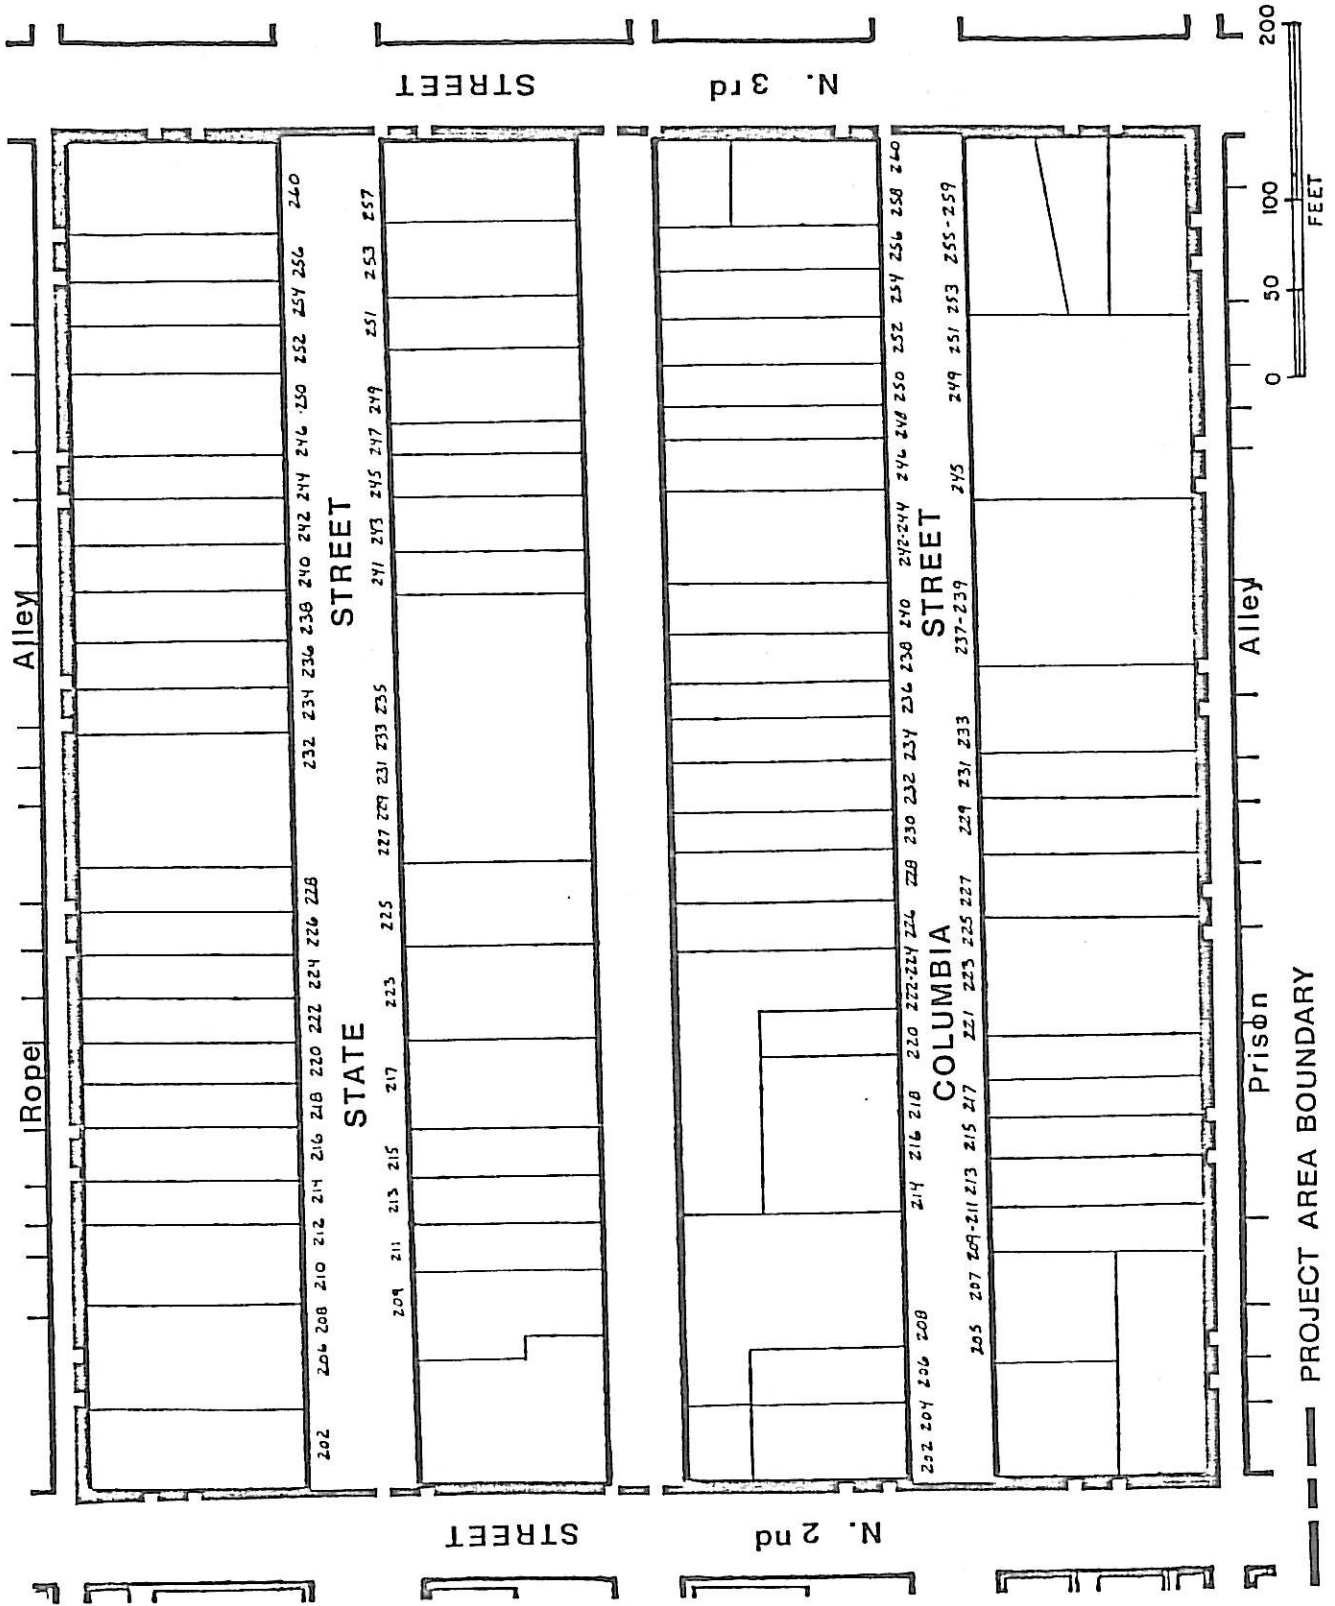 Rope Alley
202 206 208 210 212 214 216 218 220 222 224 226 228 232 234 236 238 240 242 244 246 ·250 252 254 256 260
STATE STREET
209 211 213 215 217 223 225 227 229 231 233 235 241 243 245 247 249 251 253 257
202 204 206 208 214 216 218 220 222-224 226 228 230 232 234 236 238 240 242-244 246 248 250 252 254 256 258 260
COLUMBIA STREET
205 207 209-211 213 215 217 221 223 225 227 229 231 233 237-239 245 249 251 253 255-259
Prison Alley
N. 2nd STREET
N. 3rd STREET
PROJECT AREA BOUNDARY
0 50 100 200
FEET